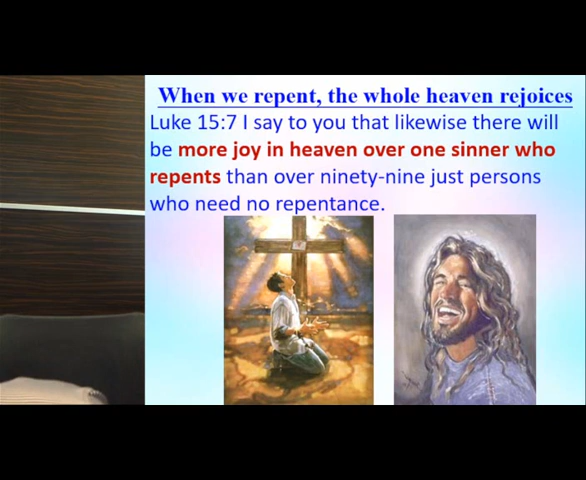 When we repent, the whole heaven rejoices
Luke 15:7 I say to you that likewise there will
be more joy in heaven over one sinner who
repents than over ninety-nine just persons
who need no repentance.